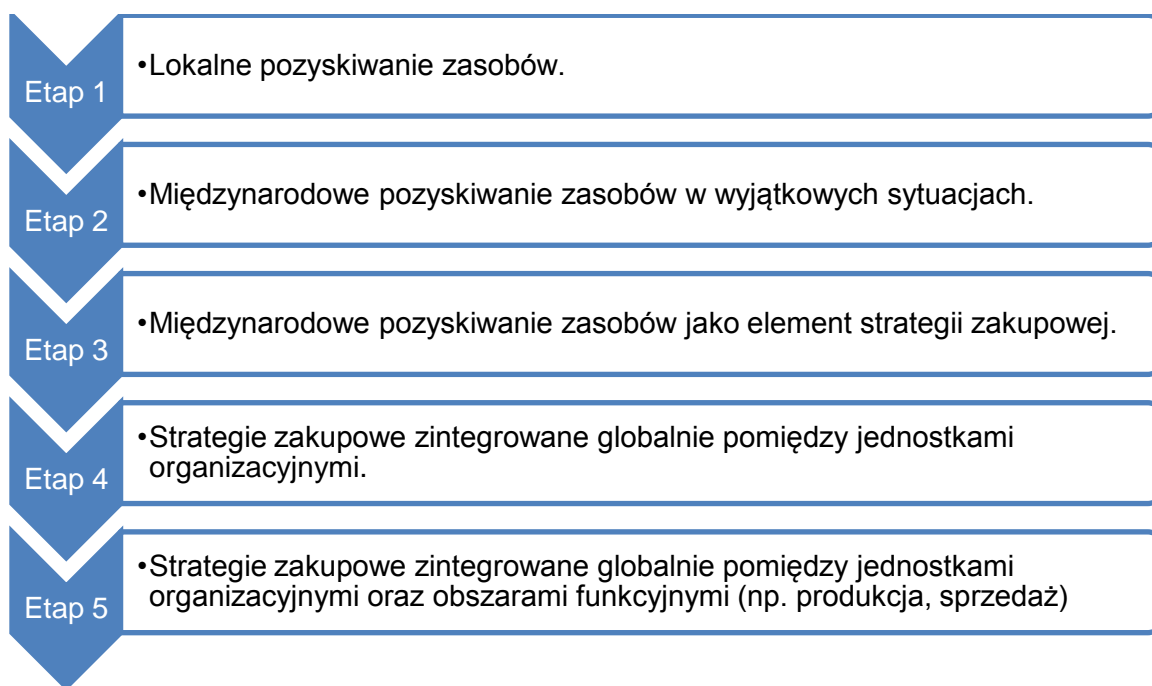 Etap 1
•Lokalne pozyskiwanie zasobów.
Etap 2
•Międzynarodowe pozyskiwanie zasobów w wyjątkowych sytuacjach.
Etap 3
•Międzynarodowe pozyskiwanie zasobów jako element strategii zakupowej.
Etap 4
•Strategie zakupowe zintegrowane globalnie pomiędzy jednostkami
organizacyjnymi.
Etap 5
•Strategie zakupowe zintegrowane globalnie pomiędzy jednostkami
organizacyjnymi oraz obszarami funkcyjnymi (np. produkcja, sprzedaż)